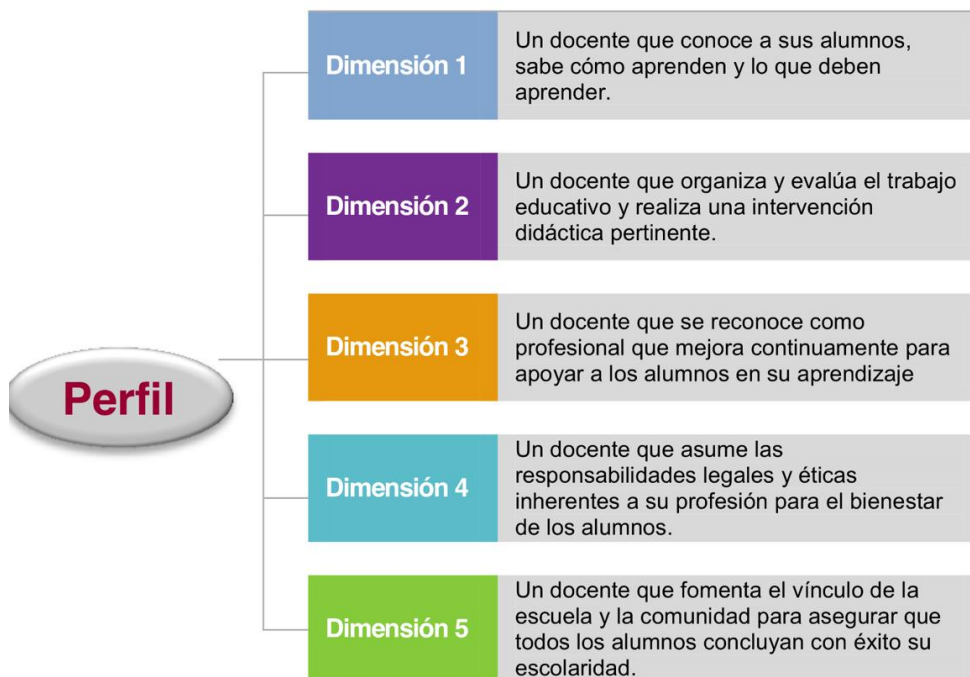 Perfil
Dimensión 1
Un docente que conoce a sus alumnos,
sabe cómo aprenden y lo que deben
aprender.
Dimensión 2
Un docente que organiza y evalúa el trabajo
educativo y realiza una intervención
didáctica pertinente.
Dimensión 3
Un docente que se reconoce como
profesional que mejora continuamente para
apoyar a los alumnos en su aprendizaje
Dimensión 4
Un docente que asume las
responsabilidades legales y éticas
inherentes a su profesión para el bienestar
de los alumnos.
Dimensión 5
Un docente que fomenta el vínculo de la
escuela y la comunidad para asegurar que
todos los alumnos concluyan con éxito su
escolaridad.